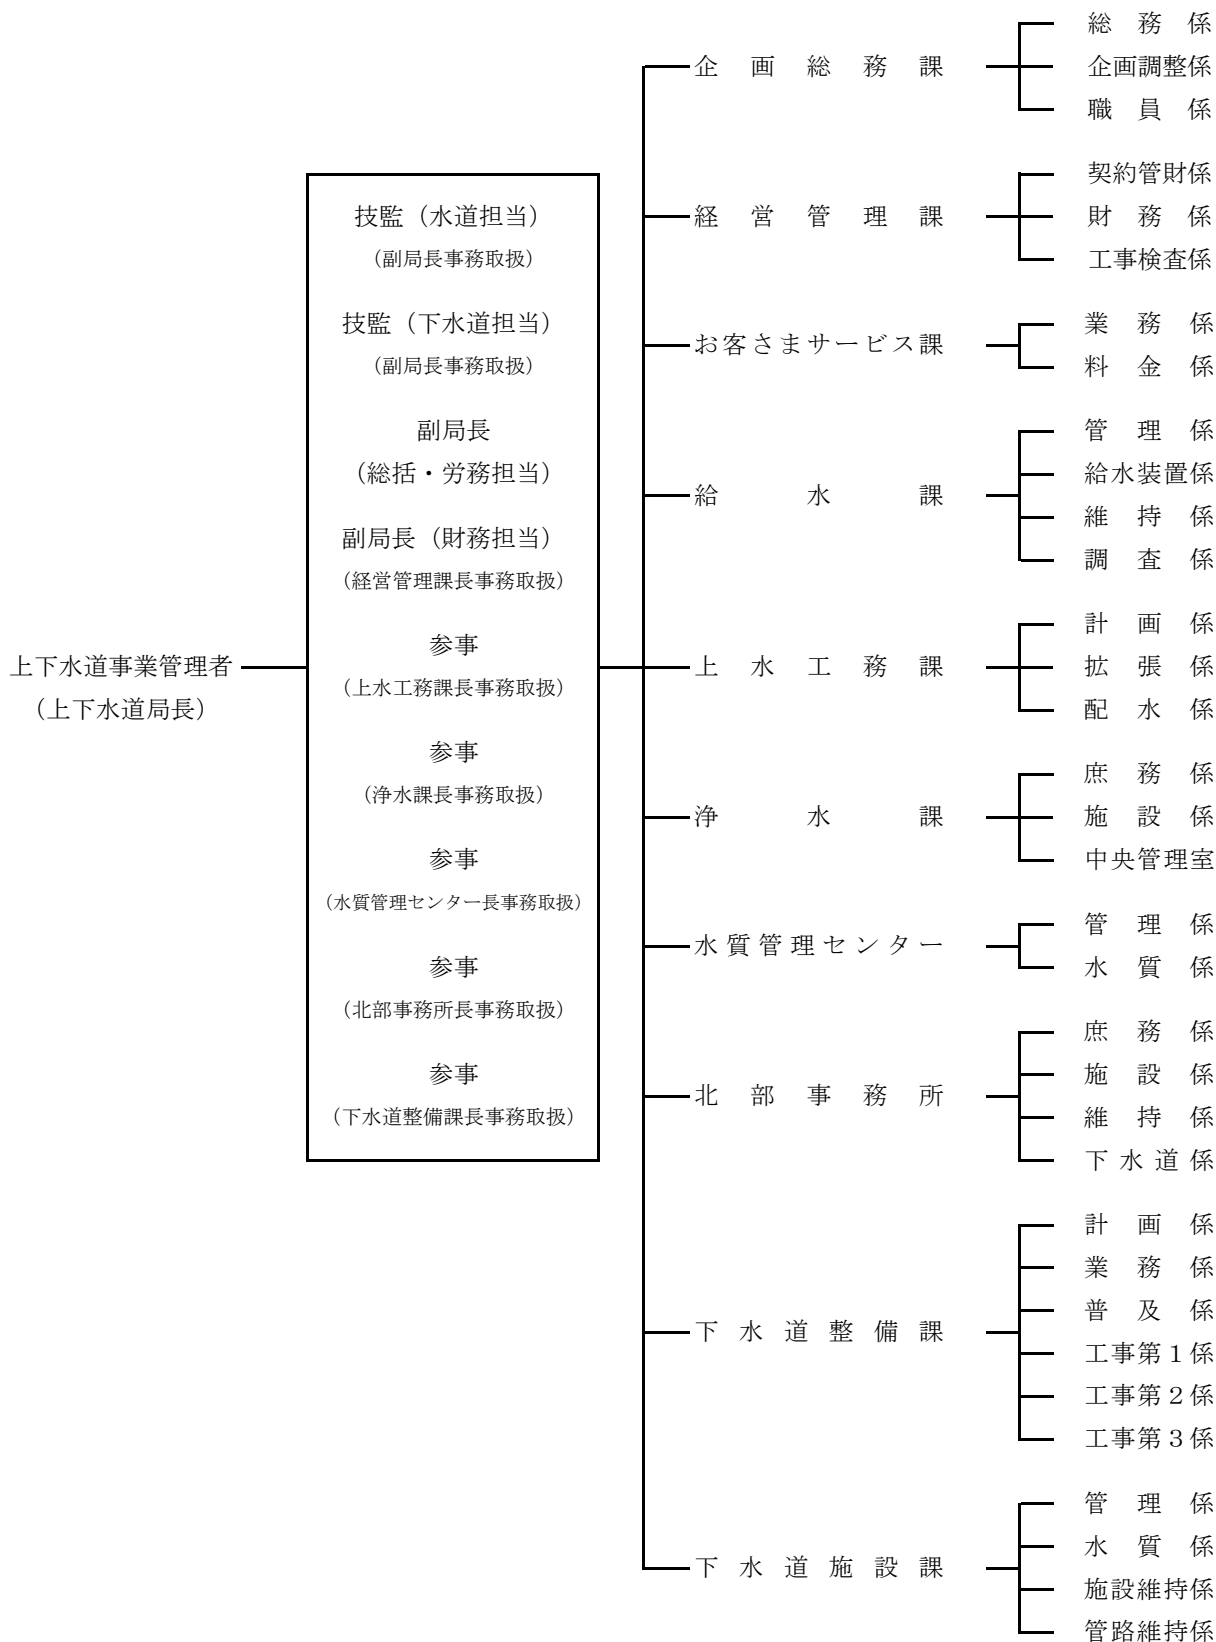 上下水道事業管理者
（上下水道局長）
技監（水道担当）
（副局長事務取扱）
技監（下水道担当）
（副局長事務取扱）
副局長
（総括・労務担当）
副局長（財務担当）
（経営管理課長事務取扱）
参事
（上水工務課長事務取扱）
参事
（浄水課長事務取扱）
参事
（水質管理センター長事務取扱）
参事
（北部事務所長事務取扱）
参事
（下水道整備課長事務取扱）
企画総務課
総務係
企画調整係
職員係
経営管理課
契約管財係
財務係
工事検査係
お客さまサービス課
業務係
料金係
給水課
管理係
給水装置係
維持係
調査係
上水工務課
計画係
拡張係
配水係
浄水課
庶務係
施設係
中央管理室
水質管理センター
管理係
水質係
北部事務所
庶務係
施設係
維持係
下水道係
下水道整備課
計画係
業務係
普及係
工事第１係
工事第２係
工事第３係
下水道施設課
管理係
水質係
施設維持係
管路維持係